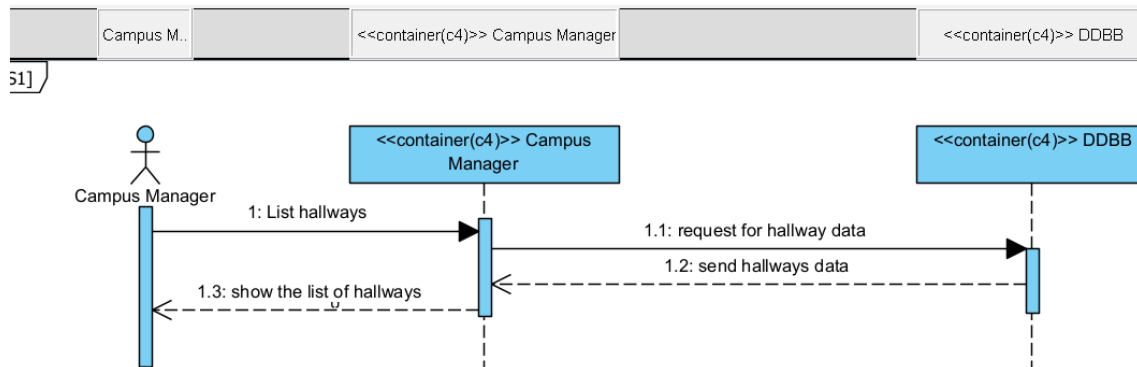 Campus M..
<<container(c4)>> Campus Manager
<<container(c4)>> DDBB
S1]
<<container(c4)>> Campus
Manager
<<container(c4)>> DDBB
Campus Manager
1: List hallways
1.1: request for hallway data
1.2: send hallways data
1.3: show the list of hallways